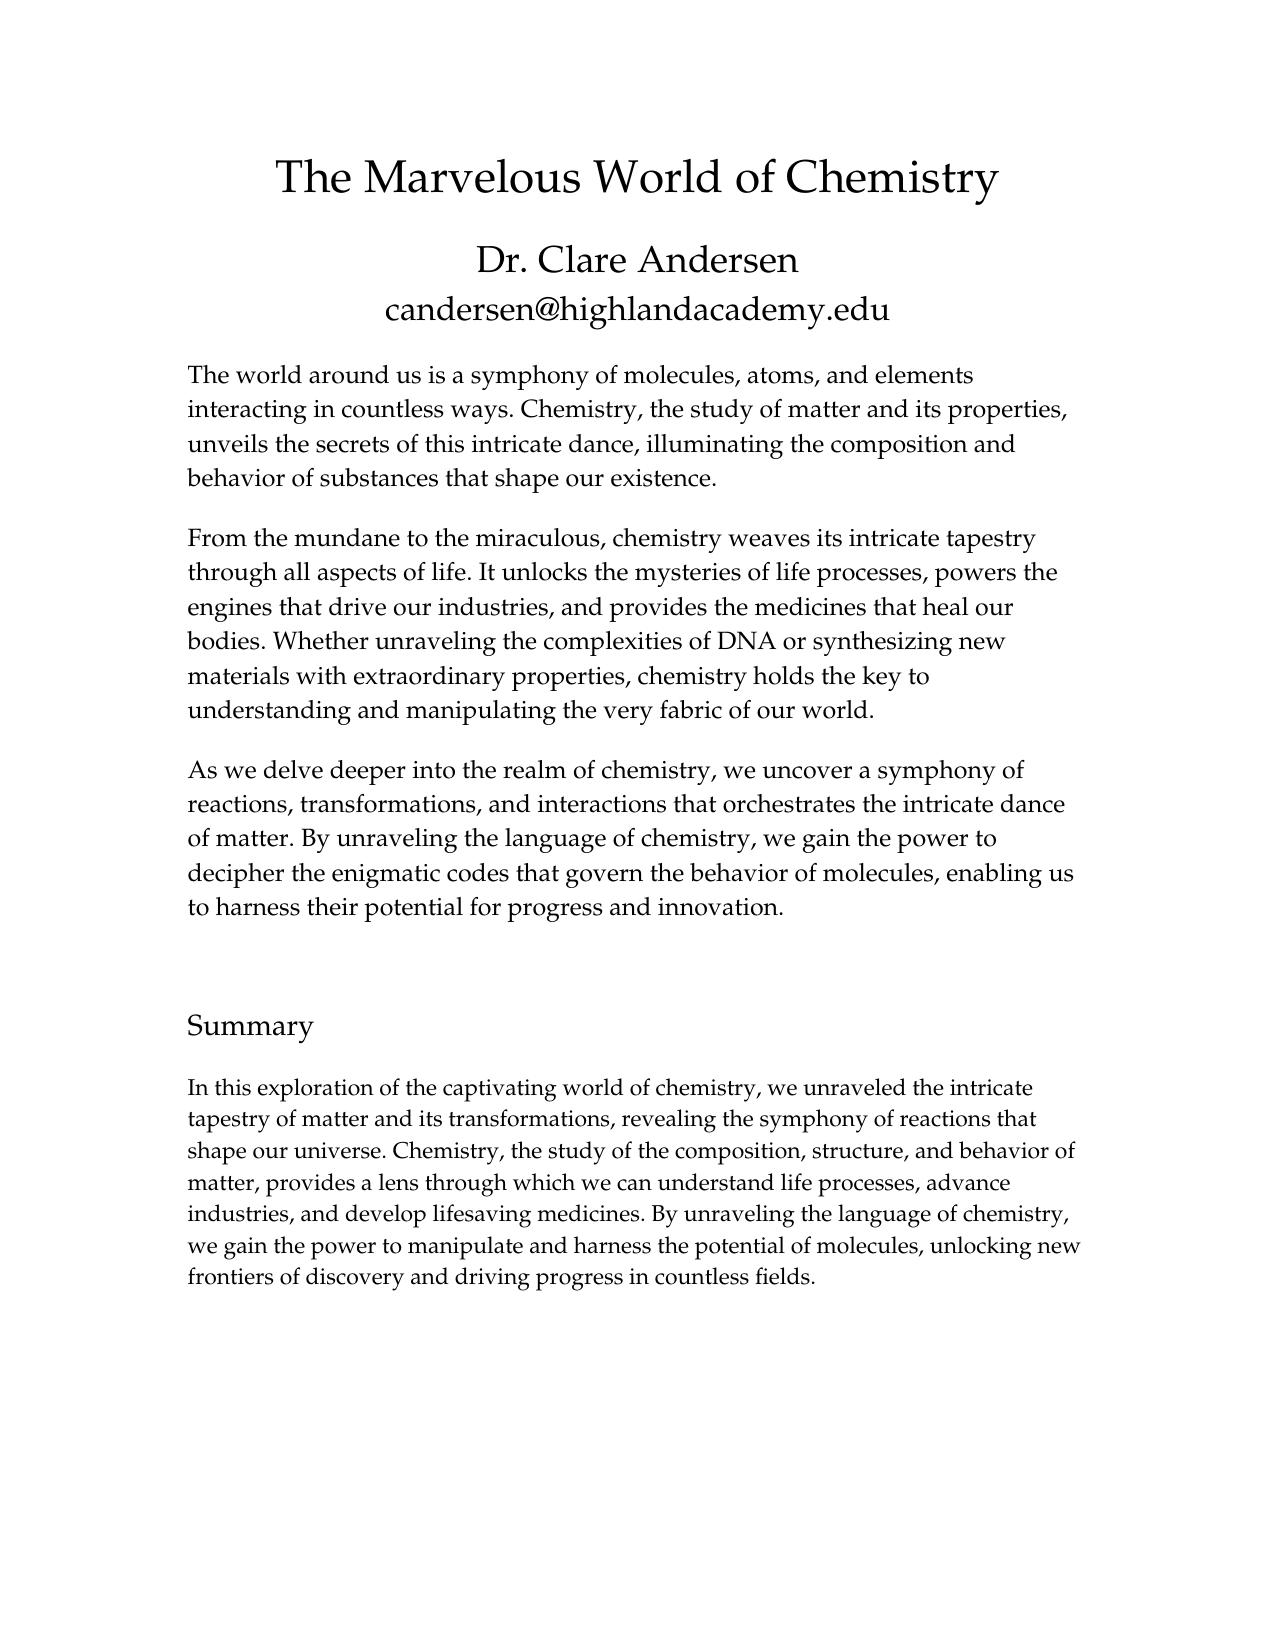 The Marvelous World of Chemistry
Dr. Clare Andersen
candersen@highlandacademy.edu
The world around us is a symphony of molecules, atoms, and elements
interacting in countless ways. Chemistry, the study of matter and its properties,
unveils the secrets of this intricate dance, illuminating the composition and
behavior of substances that shape our existence.
From the mundane to the miraculous, chemistry weaves its intricate tapestry
through all aspects of life. It unlocks the mysteries of life processes, powers the
engines that drive our industries, and provides the medicines that heal our
bodies. Whether unraveling the complexities of DNA or synthesizing new
materials with extraordinary properties, chemistry holds the key to
understanding and manipulating the very fabric of our world.
As we delve deeper into the realm of chemistry, we uncover a symphony of
reactions, transformations, and interactions that orchestrates the intricate dance
of matter. By unraveling the language of chemistry, we gain the power to
decipher the enigmatic codes that govern the behavior of molecules, enabling us
to harness their potential for progress and innovation.
Summary
In this exploration of the captivating world of chemistry, we unraveled the intricate
tapestry of matter and its transformations, revealing the symphony of reactions that
shape our universe. Chemistry, the study of the composition, structure, and behavior of
matter, provides a lens through which we can understand life processes, advance
industries, and develop lifesaving medicines. By unraveling the language of chemistry,
we gain the power to manipulate and harness the potential of molecules, unlocking new
frontiers of discovery and driving progress in countless fields.